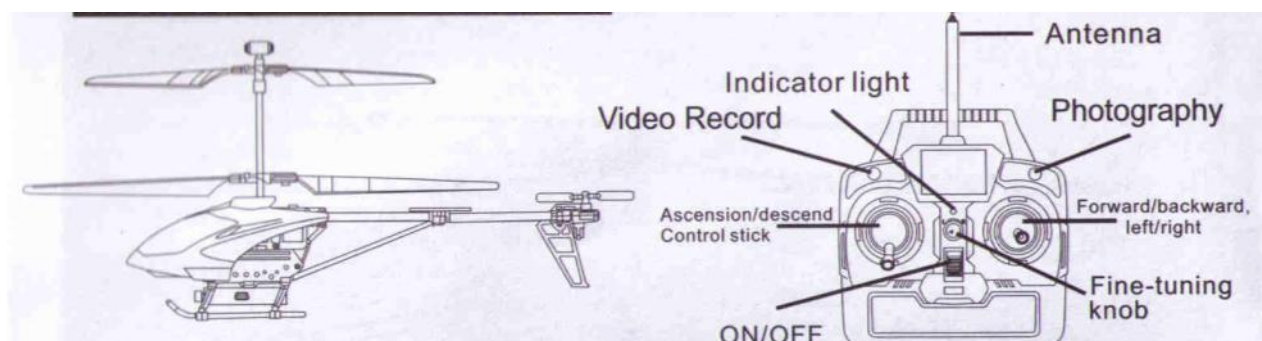 Antenna
Indicator light
Video Record
Photography
Ascension/descend
Control stick
Forward/backward,
left/right
Fine-tuning
knob
ON/OFF